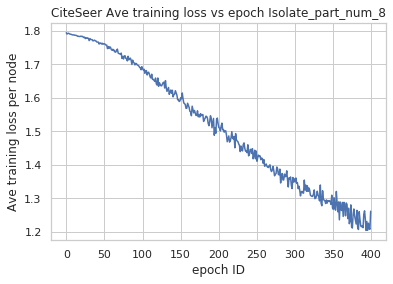 CiteSeer Ave training loss vs epoch Isolate_part_num_8
Ave training loss per node
1.8
1.7
1.6
1.5
1.4
1.3
1.2
0 50 100 150 200 250 300 350 400
epoch ID